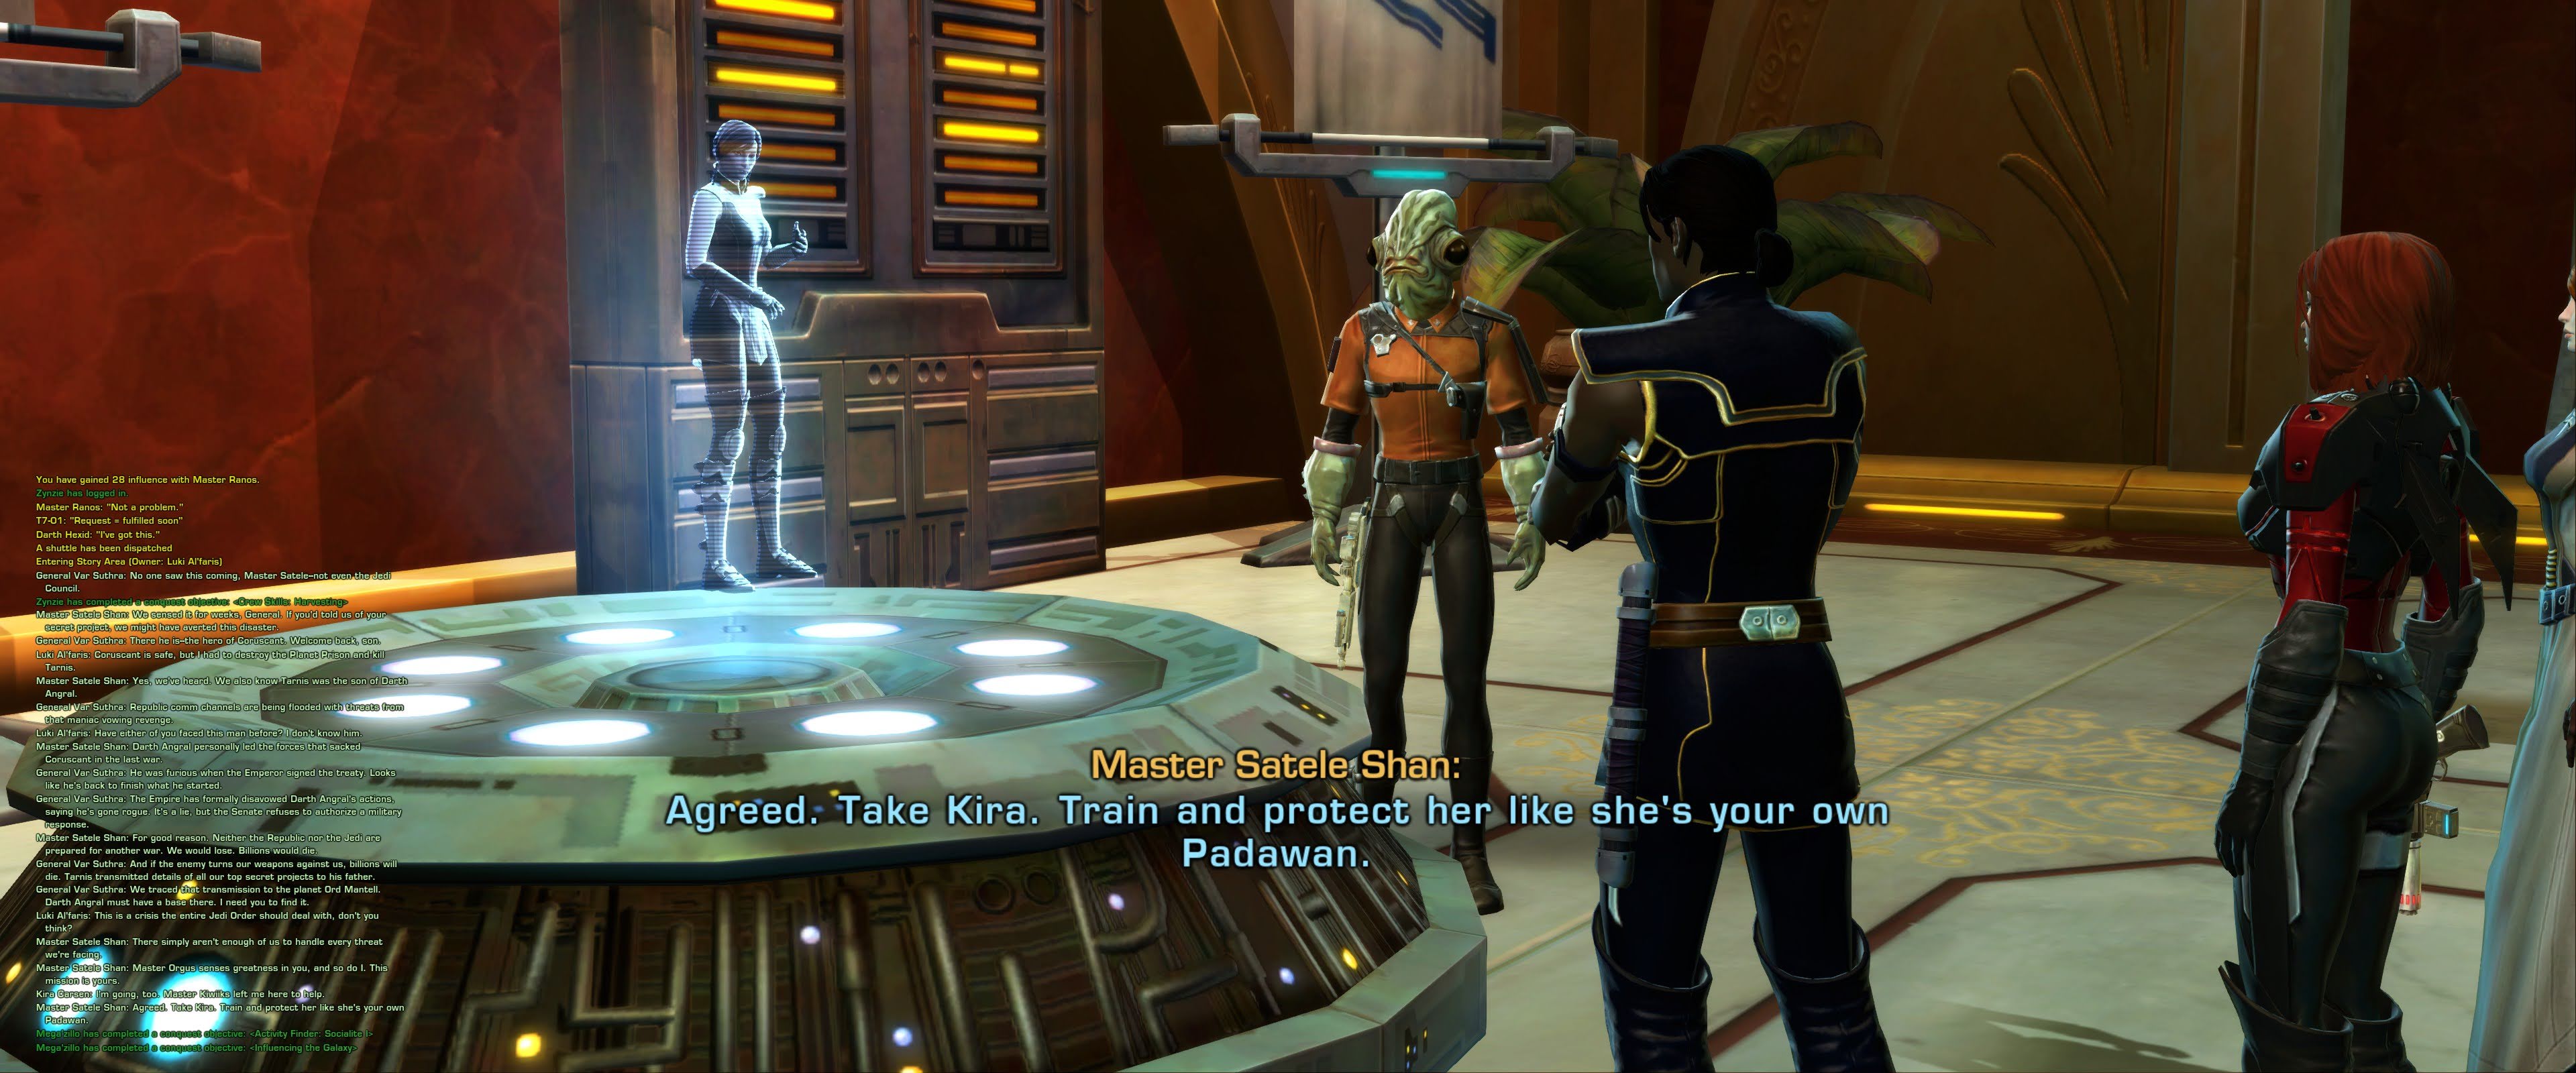 You have gained 28 influence with Master Ranos.
Zynzie has logged in.
Master Ranos: "Not a problem."
T7-01: "Request = fulfilled soon"
Darth Hexid: "I've got this."
A shuttle has been dispatched
Entering Story Area (Owner: Luki Al'faris)
General Var Suthra: No one saw this coming, Master Satele—not even the Jedi
Council.
Zynzie has completed a conquest objective: <Crew Skills: Harvesting>
Master Satele Shan: We sensed it for weeks, General. If you'd told us of your
secret project, we might have averted this disaster.
General Var Suthra: There he is—the hero of Coruscant. Welcome back, son.
Luki Al'faris: Coruscant is safe, but I had to destroy the Planet Prison and kill
Tarnis.
Master Satele Shan: Yes, we've heard. We also know Tarnis was the son of Darth
Angral.
General Var Suthra: Republic comm channels are being flooded with threats from
that maniac vowing revenge.
Luki Al'faris: Have either of you faced this man before? I don't know him.
Master Satele Shan: Darth Angral personally led the forces that sacked
Coruscant in the last war.
General Var Suthra: He was furious when the Emperor signed the treaty. Looks
like he's back to finish what he started.
General Var Suthra: The Empire has formally disavowed Darth Angral's actions,
saying he's gone rogue. It's a lie, but the Senate refuses to authorize a military
response.
Master Satele Shan: For good reason. Neither the Republic nor the Jedi are
prepared for another war. We would lose. Billions would die.
General Var Suthra: And if the enemy turns our weapons against us, billions will
die. Tarnis transmitted details of all our top secret projects to his father.
General Var Suthra: We traced that transmission to the planet Ord Mantell.
Darth Angral must have a base there. I need you to find it.
Luki Al'faris: This is a crisis the entire Jedi Order should deal with, don't you
think?
Master Satele Shan: There simply aren't enough of us to handle every threat
we're facing.
Master Satele Shan: Master Orgus senses greatness in you, and so do I. This
mission is yours.
Kira Carsen: I'm going, too. Master Kiwiiks left me here to help.
Master Satele Shan: Agreed. Take Kira. Train and protect her like she's your own
Padawan.
Mega'zillo has completed a conquest objective: <Activity Finder: Socialite I>
Mega'zillo has completed a conquest objective: <Influencing the Galaxy>
Master Satele Shan:
Agreed. Take Kira. Train and protect her like she's your own
Padawan.